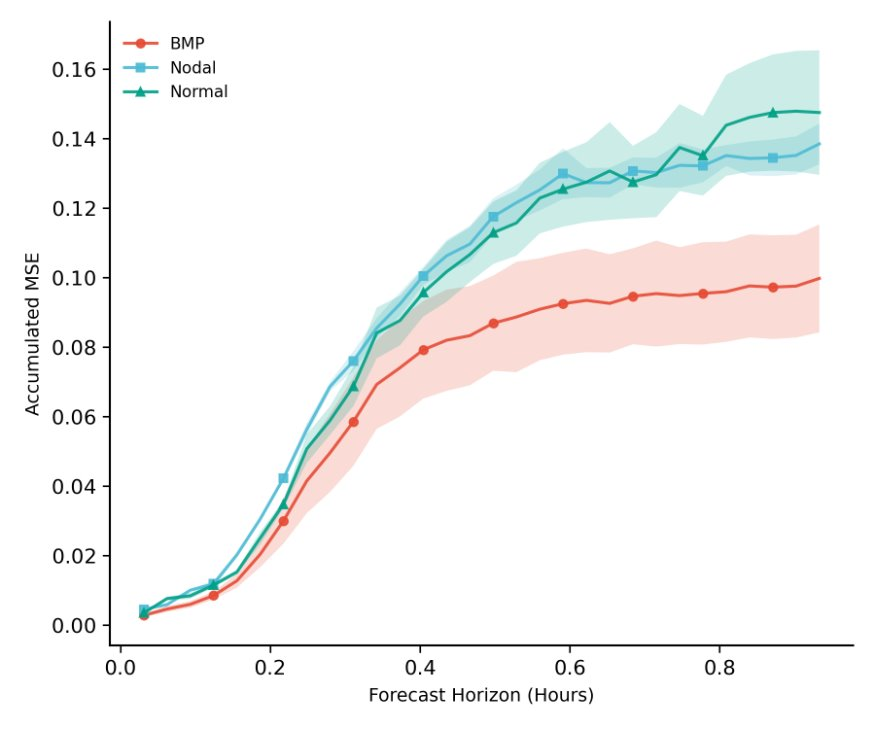 BMP
Nodal
Normal
0.16
0.14
0.12
0.10
0.08
0.06
0.04
0.02
0.00
Accumulated MSE
0.0 0.2 0.4 0.6 0.8
Forecast Horizon (Hours)